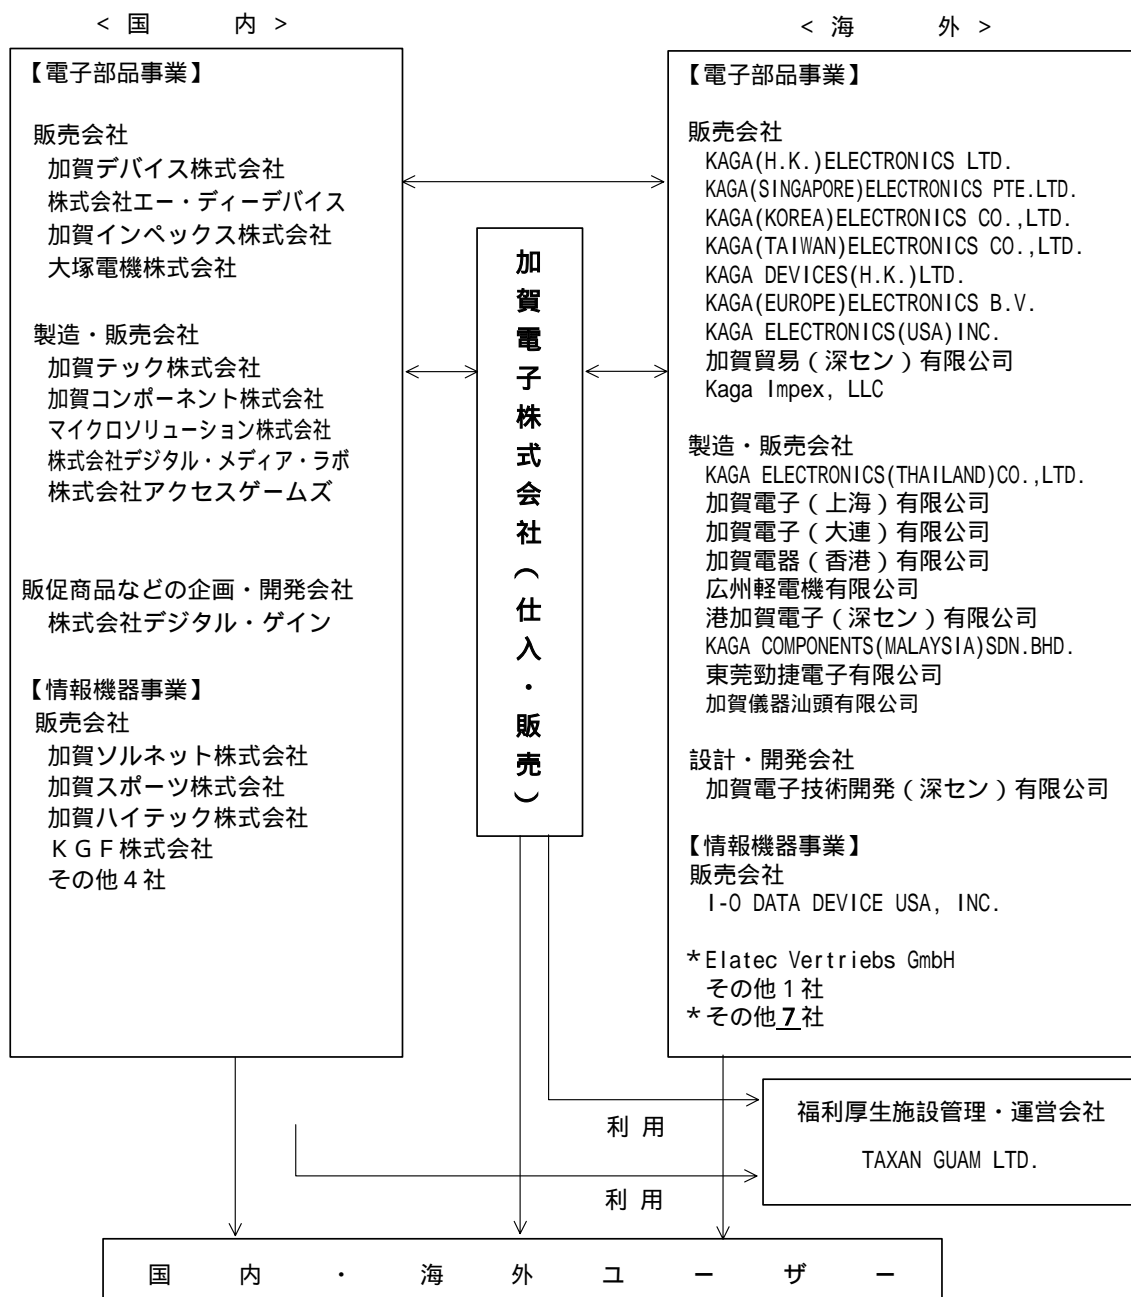 ＜ 国　　内 ＞
【電子部品事業】
販売会社
加賀デバイス株式会社
株式会社エー・ディーデバイス
加賀インペックス株式会社
大塚電機株式会社
製造・販売会社
加賀テック株式会社
加賀コンポーネント株式会社
マイクロソリューション株式会社
株式会社デジタル・メディア・ラボ
株式会社アクセスゲームズ
販促商品などの企画・開発会社
株式会社デジタル・ゲイン
【情報機器事業】
販売会社
加賀ソルネット株式会社
加賀スポーツ株式会社
加賀ハイテック株式会社
ＫＧＦ株式会社
その他４社
加賀電子株式会社（仕入・販売）
＜ 海　　外 ＞
【電子部品事業】
販売会社
KAGA(H.K.)ELECTRONICS LTD.
KAGA(SINGAPORE)ELECTRONICS PTE.LTD.
KAGA(KOREA)ELECTRONICS CO.,LTD.
KAGA(TAIWAN)ELECTRONICS CO.,LTD.
KAGA DEVICES(H.K.)LTD.
KAGA(EUROPE)ELECTRONICS B.V.
KAGA ELECTRONICS(USA)INC.
加賀貿易（深セン）有限公司
Kaga Impex, LLC
製造・販売会社
KAGA ELECTRONICS(THAILAND)CO.,LTD.
加賀電子（上海）有限公司
加賀電子（大連）有限公司
加賀電器（香港）有限公司
広州軽電機有限公司
港加賀電子（深セン）有限公司
KAGA COMPONENTS(MALAYSIA)SDN.BHD.
東莞勁捷電子有限公司
加賀儀器汕頭有限公司
設計・開発会社
加賀電子技術開発（深セン）有限公司
【情報機器事業】
販売会社
I-O DATA DEVICE USA, INC.
*Elatec Vertriebs GmbH
その他１社
*その他７社
利 用
福利厚生施設管理・運営会社
TAXAN GUAM LTD.
利 用
国　内　・　海　外　ユ　ー　ザ　ー